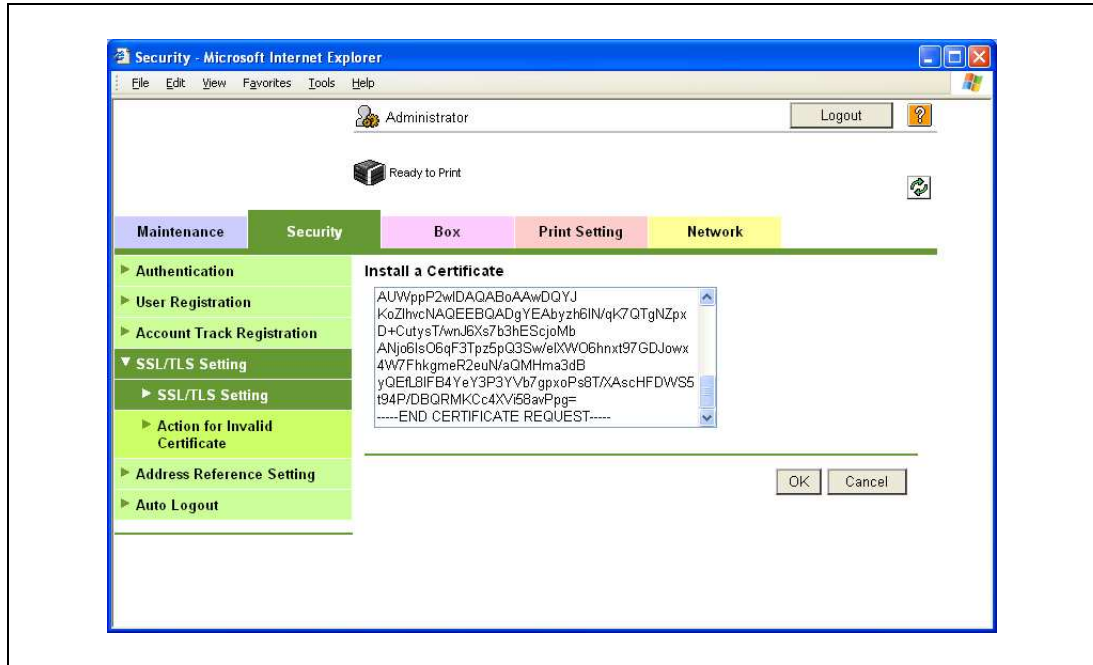 Security - Microsoft Internet Explorer
File Edit View Favorites Tools Help
Administrator
Logout
?
Ready to Print
Maintenance Security Box Print Setting Network
Authentication
User Registration
Account Track Registration
SSL/TLS Setting
SSL/TLS Setting
Action for Invalid
Certificate
Address Reference Setting
Auto Logout
Install a Certificate
AUWppP2wIDAQABoAAwDQYJ
KoZIhvcNAQEEBQADgYEAbyzh6IN/qK7QTgNZpx
D+CutysT/wnJ6Xs7b3hEScjoMb
ANjo6IsO6qF3Tpz5pQ3Sw/eIXWO6hnxt97GDJowx
4W7FhkgmeR2euN/aQMHma3dB
yQEfL8IFB4YeY3P3YVb7gpxoPs8T/XAscHFDWS5
t94P/DBQRMKCc4XVi58avPpg=
-----END CERTIFICATE REQUEST-----
OK Cancel